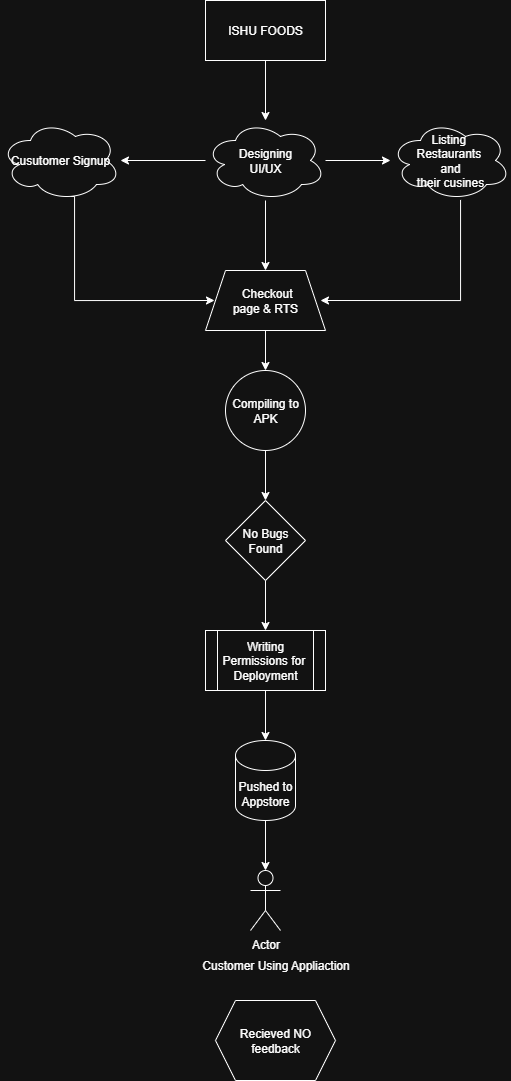 ISHU FOODS
Cusutomer Signup
Designing
UI/UX
Listing
Restaurants
and
their cusines
Checkout
page & RTS
Compiling to
APK
No Bugs
Found
Writing
Permissions for
Deployment
Pushed to
Appstore
Actor
Customer Using Appliaction
Recieved NO
feedback